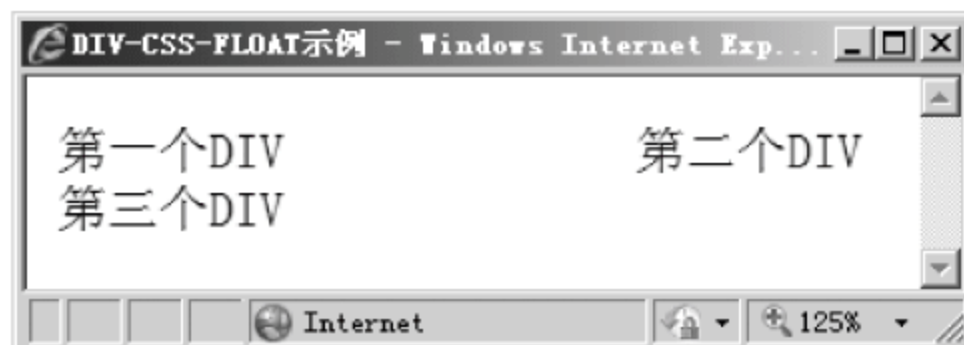 DIV-CSS-FLOAT示例 - Windows Internet Exp...
第一个DIV 第二个DIV
第三个DIV
Internet 125%